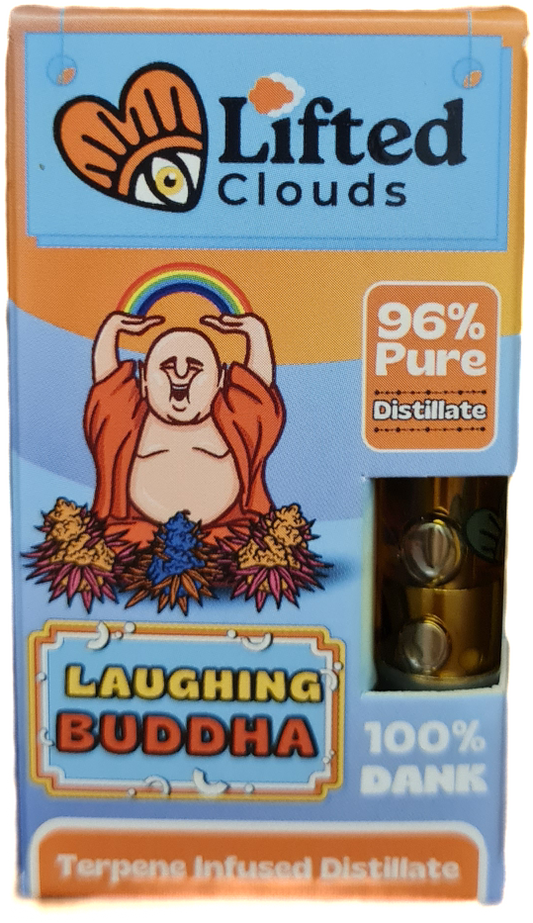 Lifted
Clouds
96%
Pure
Distillate
LAUGHING
BUDDHA
100%
DANK
Terpene Infused Distillate